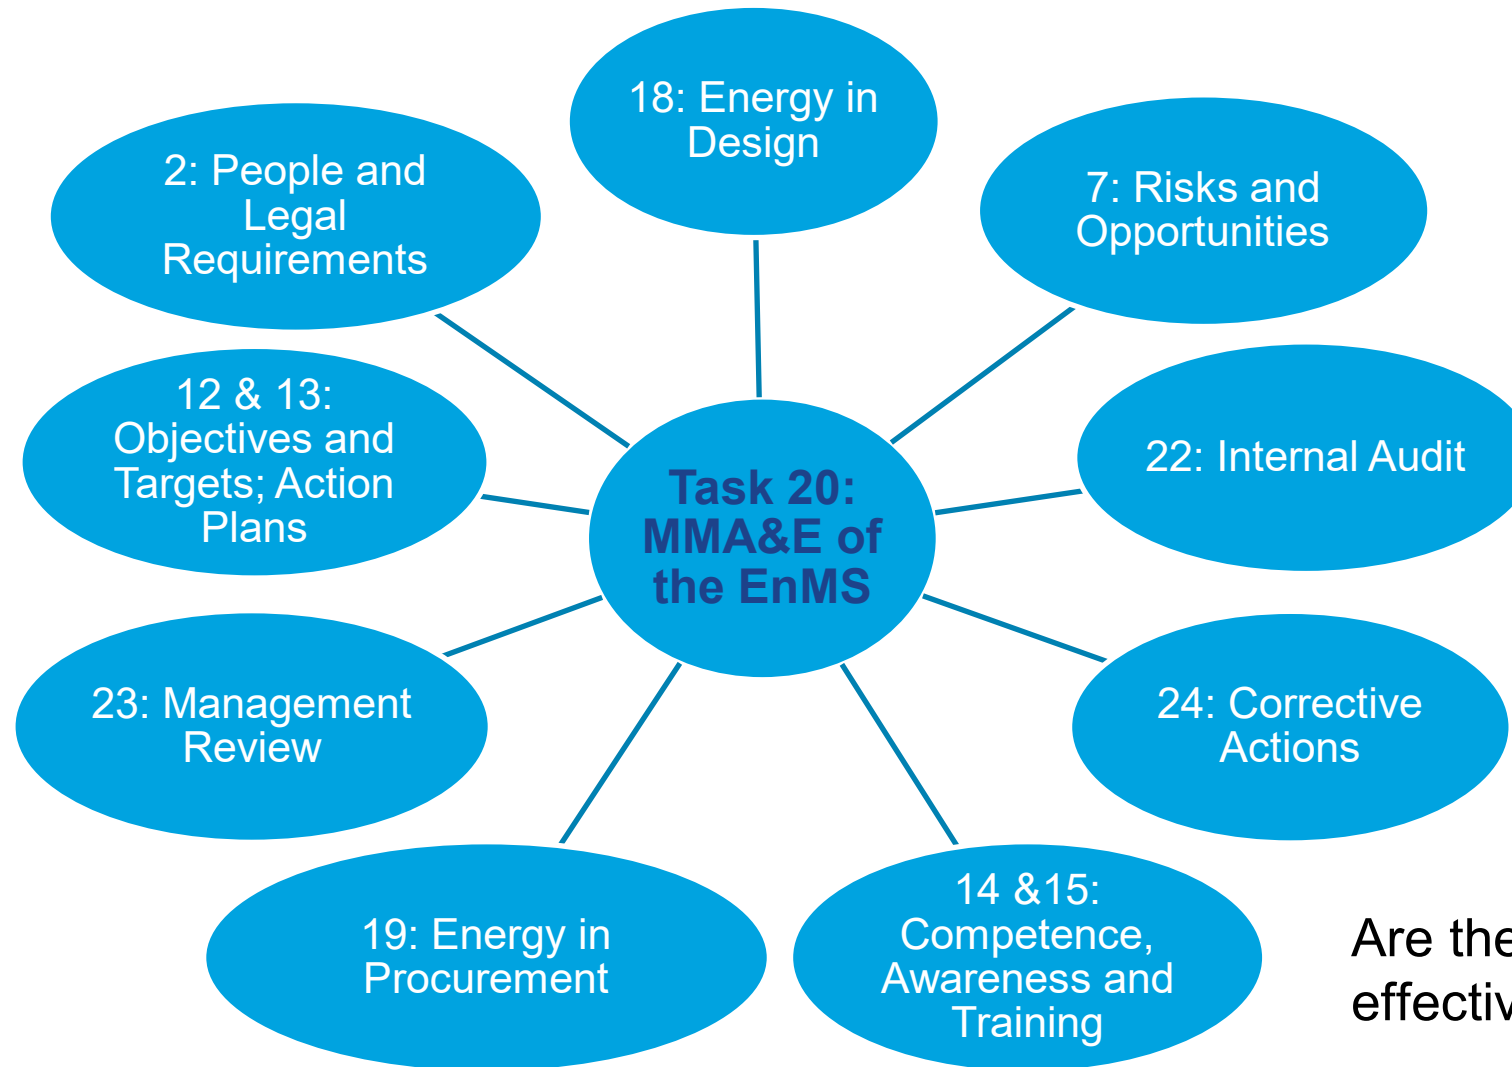 18: Energy in
Design
2: People and
Legal
Requirements
7: Risks and
Opportunities
12 & 13:
Objectives and
Targets; Action
Plans
22: Internal Audit
Task 20:
MMA&E of
the EnMS
23: Management
Review
24: Corrective
Actions
19: Energy in
Procurement
14 &15:
Competence,
Awareness and
Training
Are